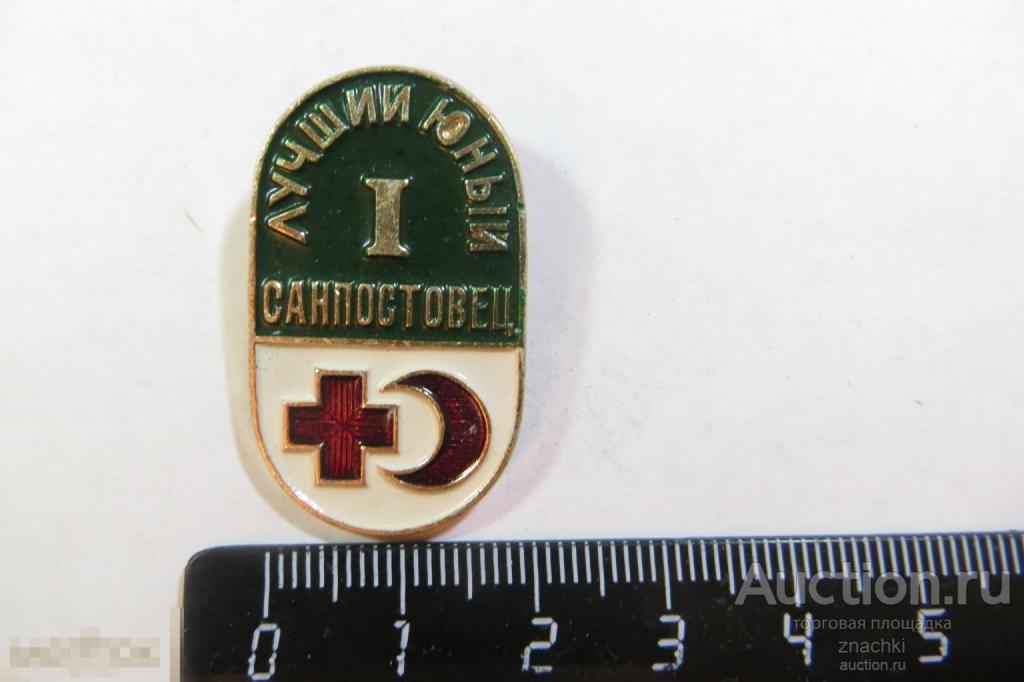 ЛУЧШИЙ ЮНЫЙ
I
САНПОСТОВЕЦ
0 1 2 3 4 5
Auction.ru
торговая площадка
znachki
auction.ru